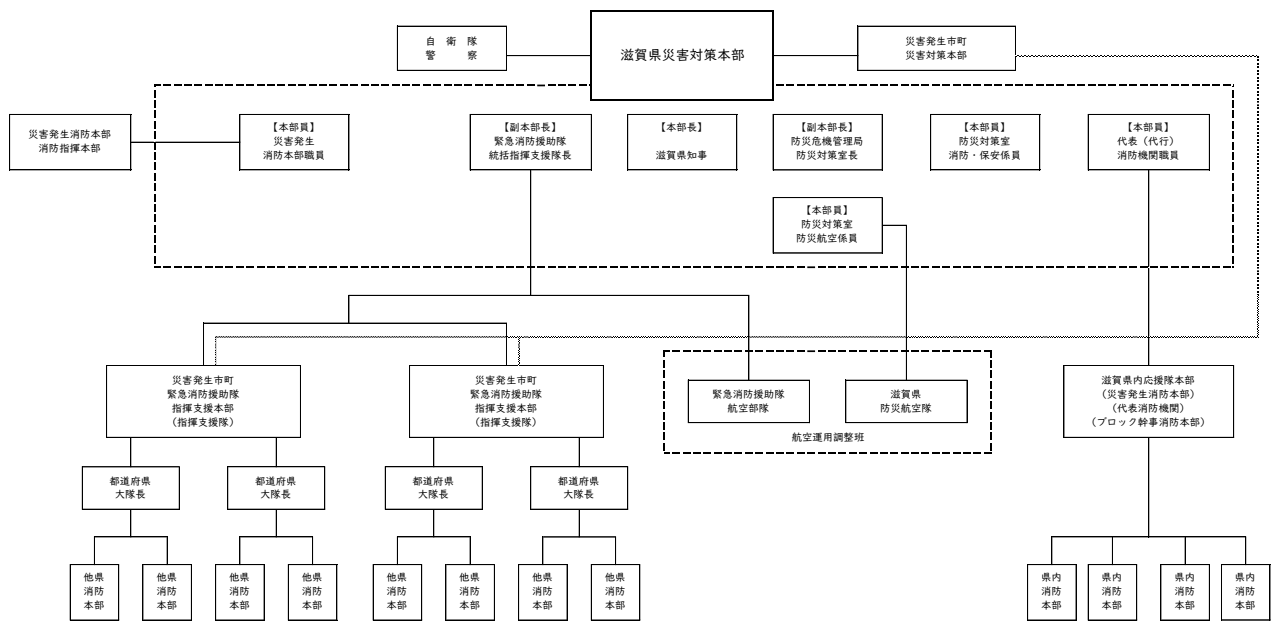 自　衛　隊
警　　　察
滋賀県災害対策本部
災害発生市町
災害対策本部
災害発生消防本部
消防指揮本部
【本部員】
災害発生
消防本部職員
【副本部長】
緊急消防援助隊
統括指揮支援隊長
【本部長】
滋賀県知事
【副本部長】
防災危機管理局
防災対策室長
【本部員】
防災対策室
消防・保安係員
【本部員】
代表（代行）
消防機関職員
【本部員】
防災対策室
防災航空係員
災害発生市町
緊急消防援助隊
指揮支援本部
（指揮支援隊）
災害発生市町
緊急消防援助隊
指揮支援本部
（指揮支援隊）
緊急消防援助隊
航空部隊
滋賀県
防災航空隊
航空運用調整班
滋賀県内応援隊本部
（災害発生消防本部）
（代表消防機関）
（ブロック幹事消防本部）
都道府県
大隊長
都道府県
大隊長
都道府県
大隊長
都道府県
大隊長
他県
消防
本部
他県
消防
本部
他県
消防
本部
他県
消防
本部
他県
消防
本部
他県
消防
本部
他県
消防
本部
他県
消防
本部
県内
消防
本部
県内
消防
本部
県内
消防
本部
県内
消防
本部